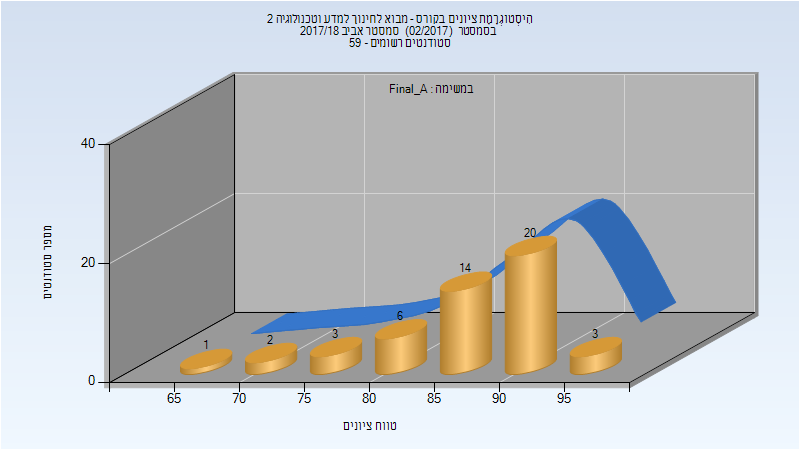 היסטוגרמת ציונים בקורס - מבוא לחינוך למדע וטכנולוגיה 2
בסמסטר (02/2017) סמסטר אביב 2017/18
סטודנטים רשומים - 59
במשימה : Final_A
מספר סטודנטים
40
20
0
1
2
3
6
14
20
3
65
70
75
80
85
90
95
טווח ציונים